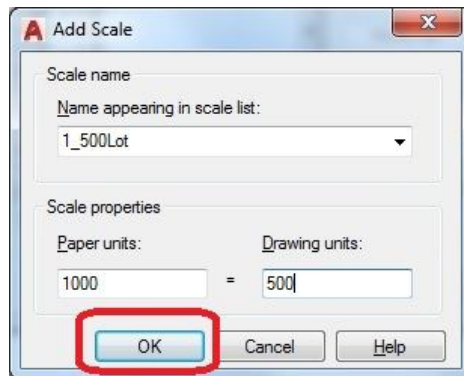 Add Scale
Scale name
Name appearing in scale list:
1_500Lot
Scale properties
Paper units: Drawing units:
1000 = 500
OK Cancel Help